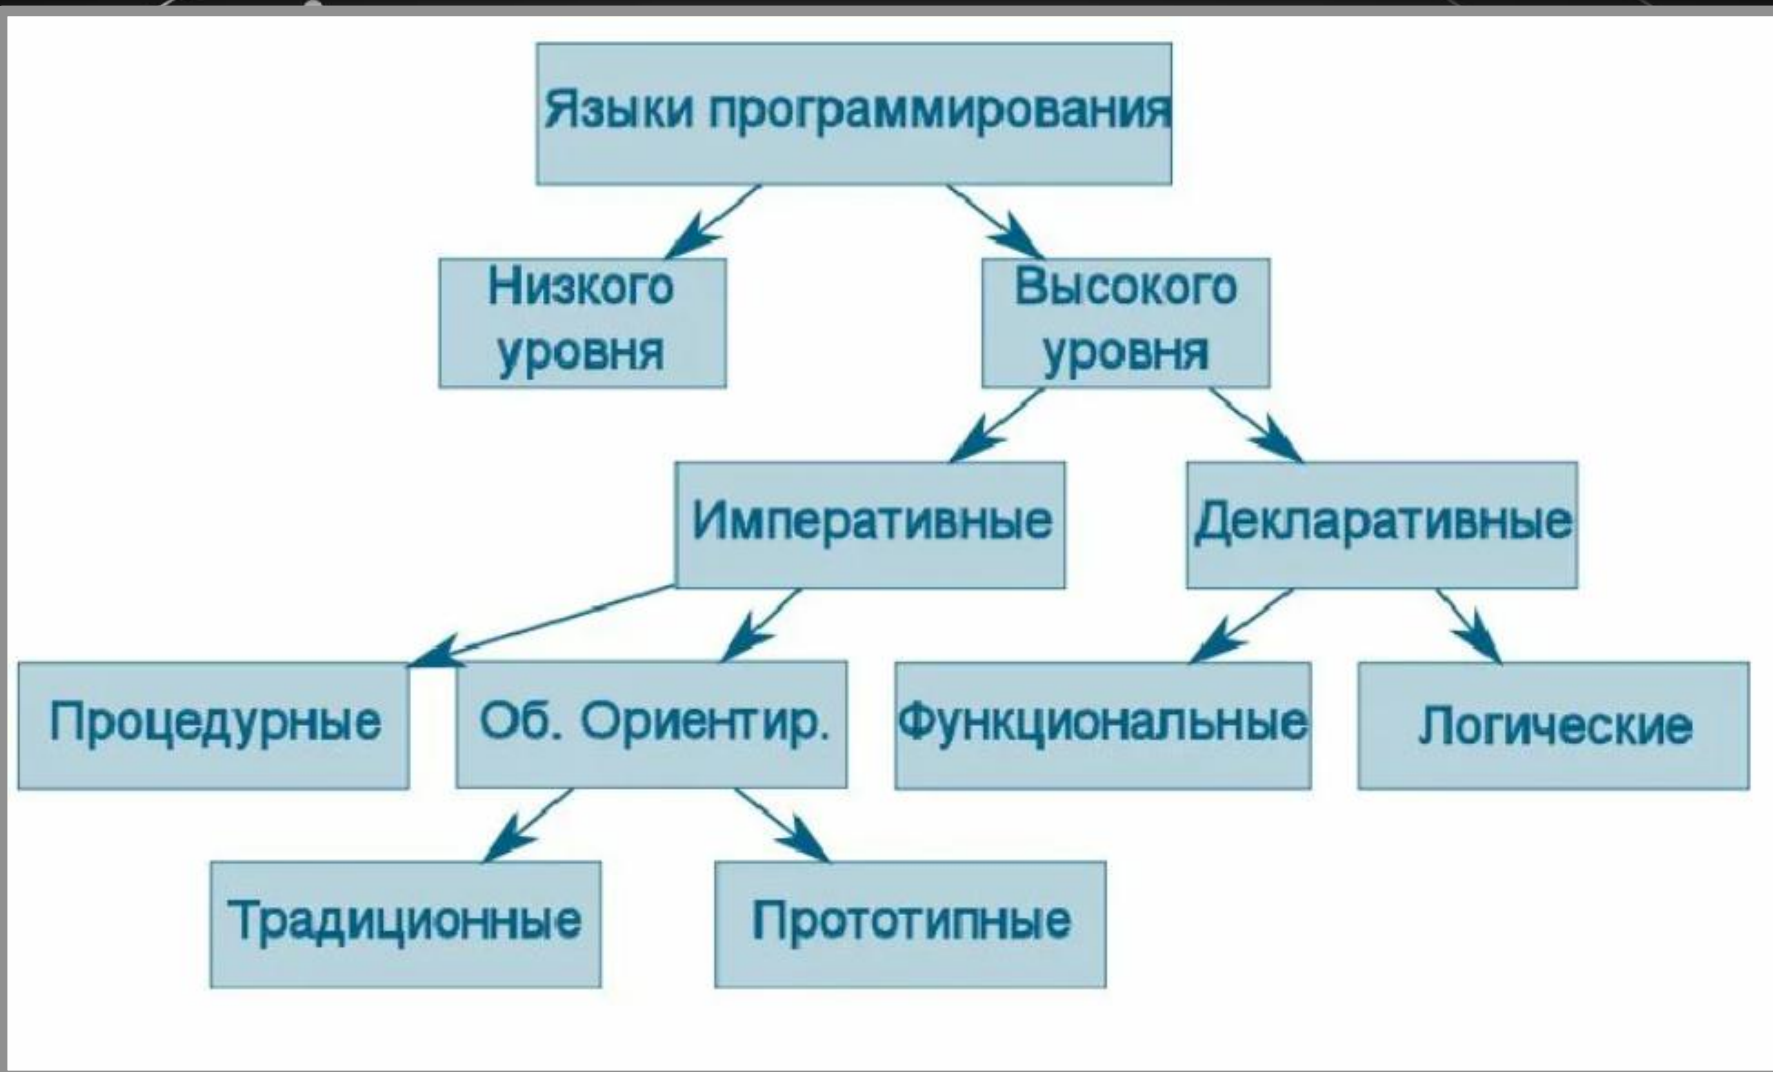 Языки программирования
Низкого
уровня
Высокого
уровня
Императивные
Декларативные
Процедурные
Об. Ориентир.
Функциональные
Логические
Традиционные
Прототипные